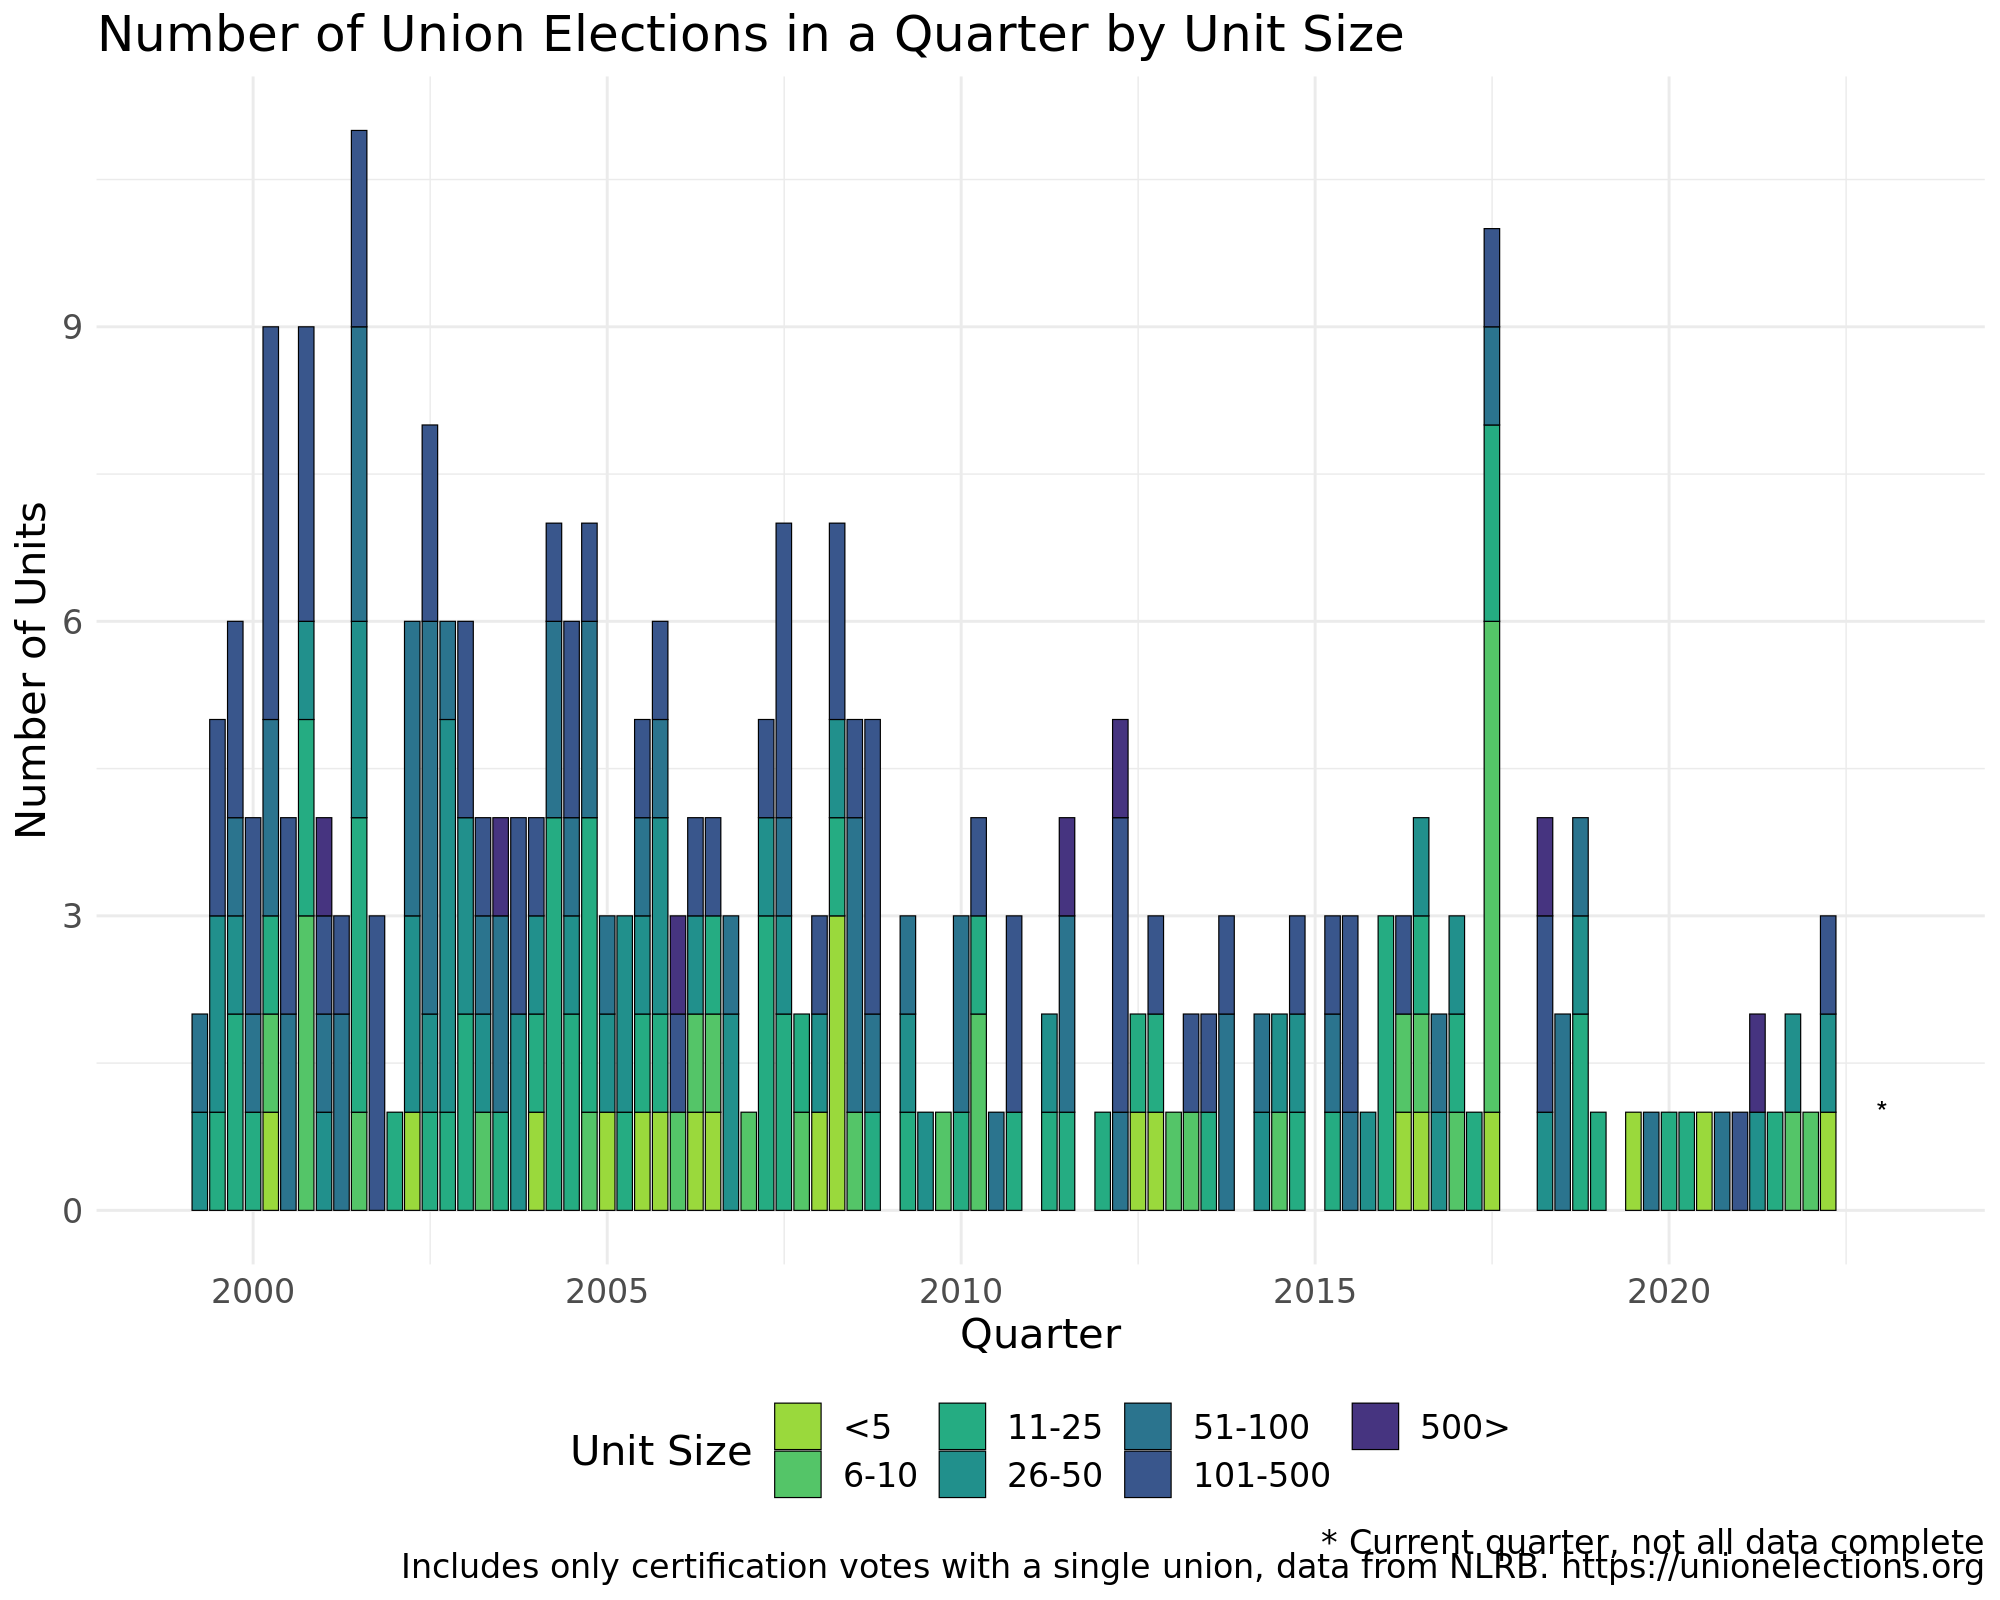 Number of Union Elections in a Quarter by Unit Size
Number of Units
9
6
3
0
*
2000 2005 2010 2015 2020
Quarter
Unit Size
<5 11-25 51-100 500>
6-10 26-50 101-500
* Current quarter, not all data complete
Includes only certification votes with a single union, data from NLRB. https://unionelections.org